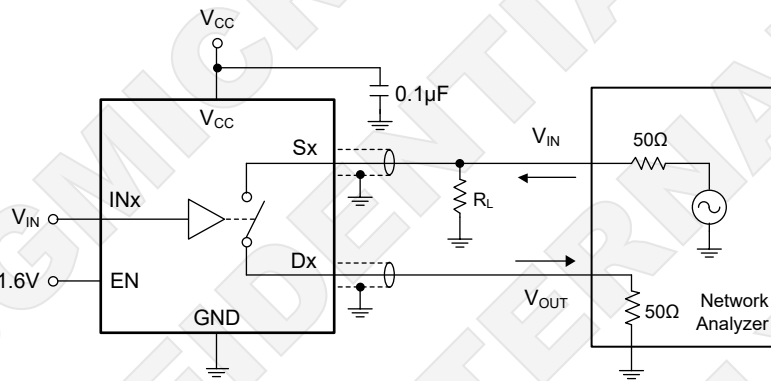 V_CC
V_CC
0.1µF
Sx
V_IN
50Ω
INx
R_L
V_IN
1.6V
EN
Dx
V_OUT
50Ω
Network
Analyzer
GND